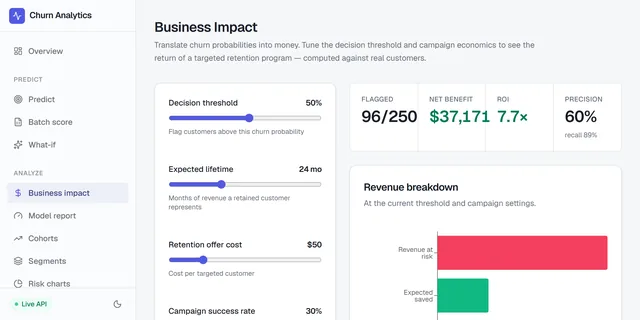 Churn Analytics
Overview
PREDICT
Predict
Batch score
What-if
ANALYZE
Business impact
Model report
Cohorts
Segments
Risk charts
Live API
Business Impact
Translate churn probabilities into money. Tune the decision threshold and campaign economics to see the
return of a targeted retention program — computed against real customers.
Decision threshold 50%
Flag customers above this churn probability
Expected lifetime 24 mo
Months of revenue a retained customer
represents
Retention offer cost $50
Cost per targeted customer
Campaign success rate 30%
FLAGGED
96/250
NET BENEFIT
$37,171
ROI
7.7×
PRECISION
60%
recall 89%
Revenue breakdown
At the current threshold and campaign settings.
Revenue at
risk
Expected
saved